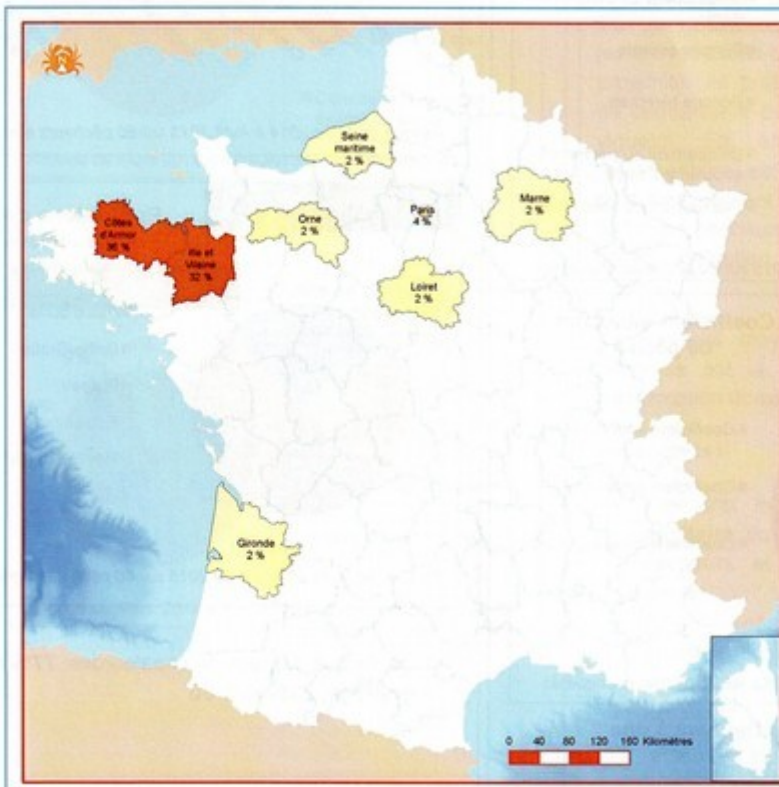 Seine
maritime
2 %
Marne
2 %
Paris
4 %
Orne
2 %
Côtes
d'Armor
36 %
Ille et
Vilaine
32 %
Loiret
2 %
Gironde
2 %
0 40 80 120 160 Kilomètres